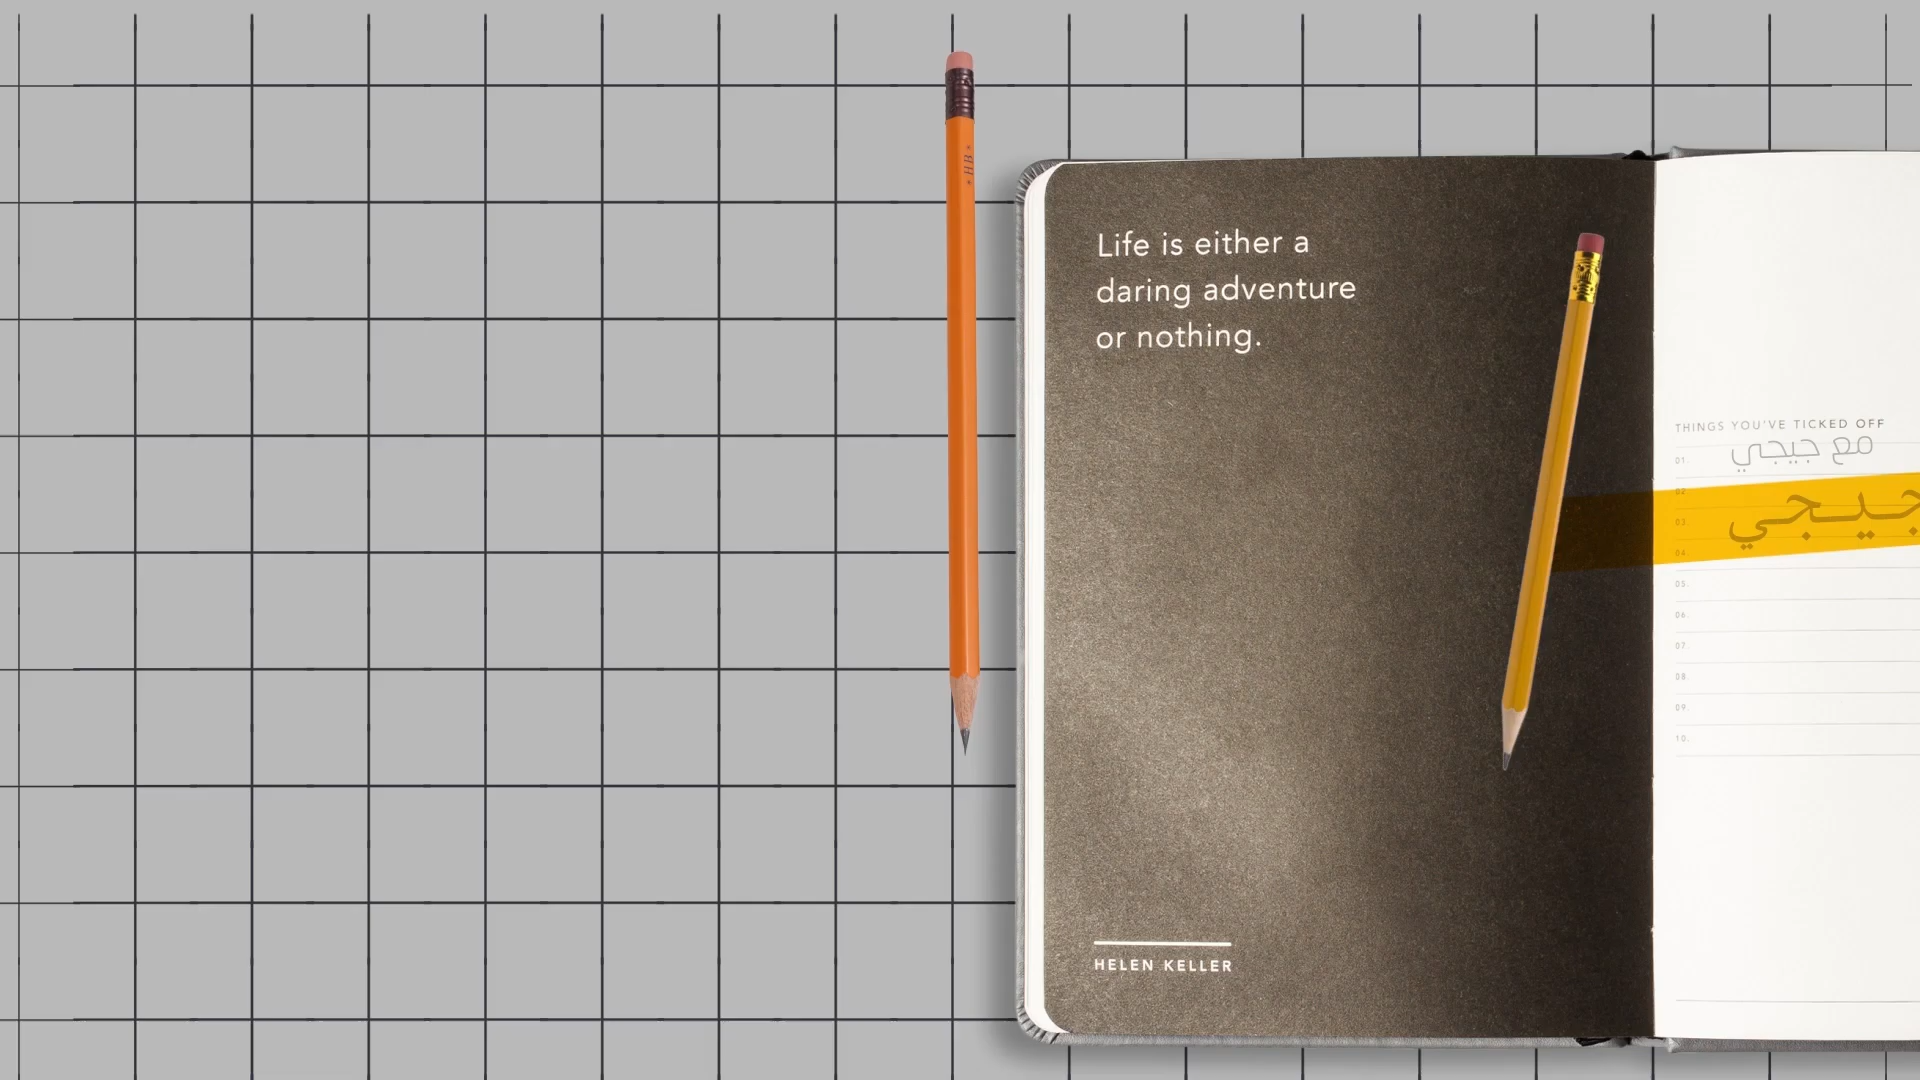 * HB *
Life is either a
daring adventure
or nothing.
HELEN KELLER
THINGS YOU'VE TICKED OFF
01.
مع جيجي
02
03
جيجي
04
05.
06.
07.
08.
09.
10.